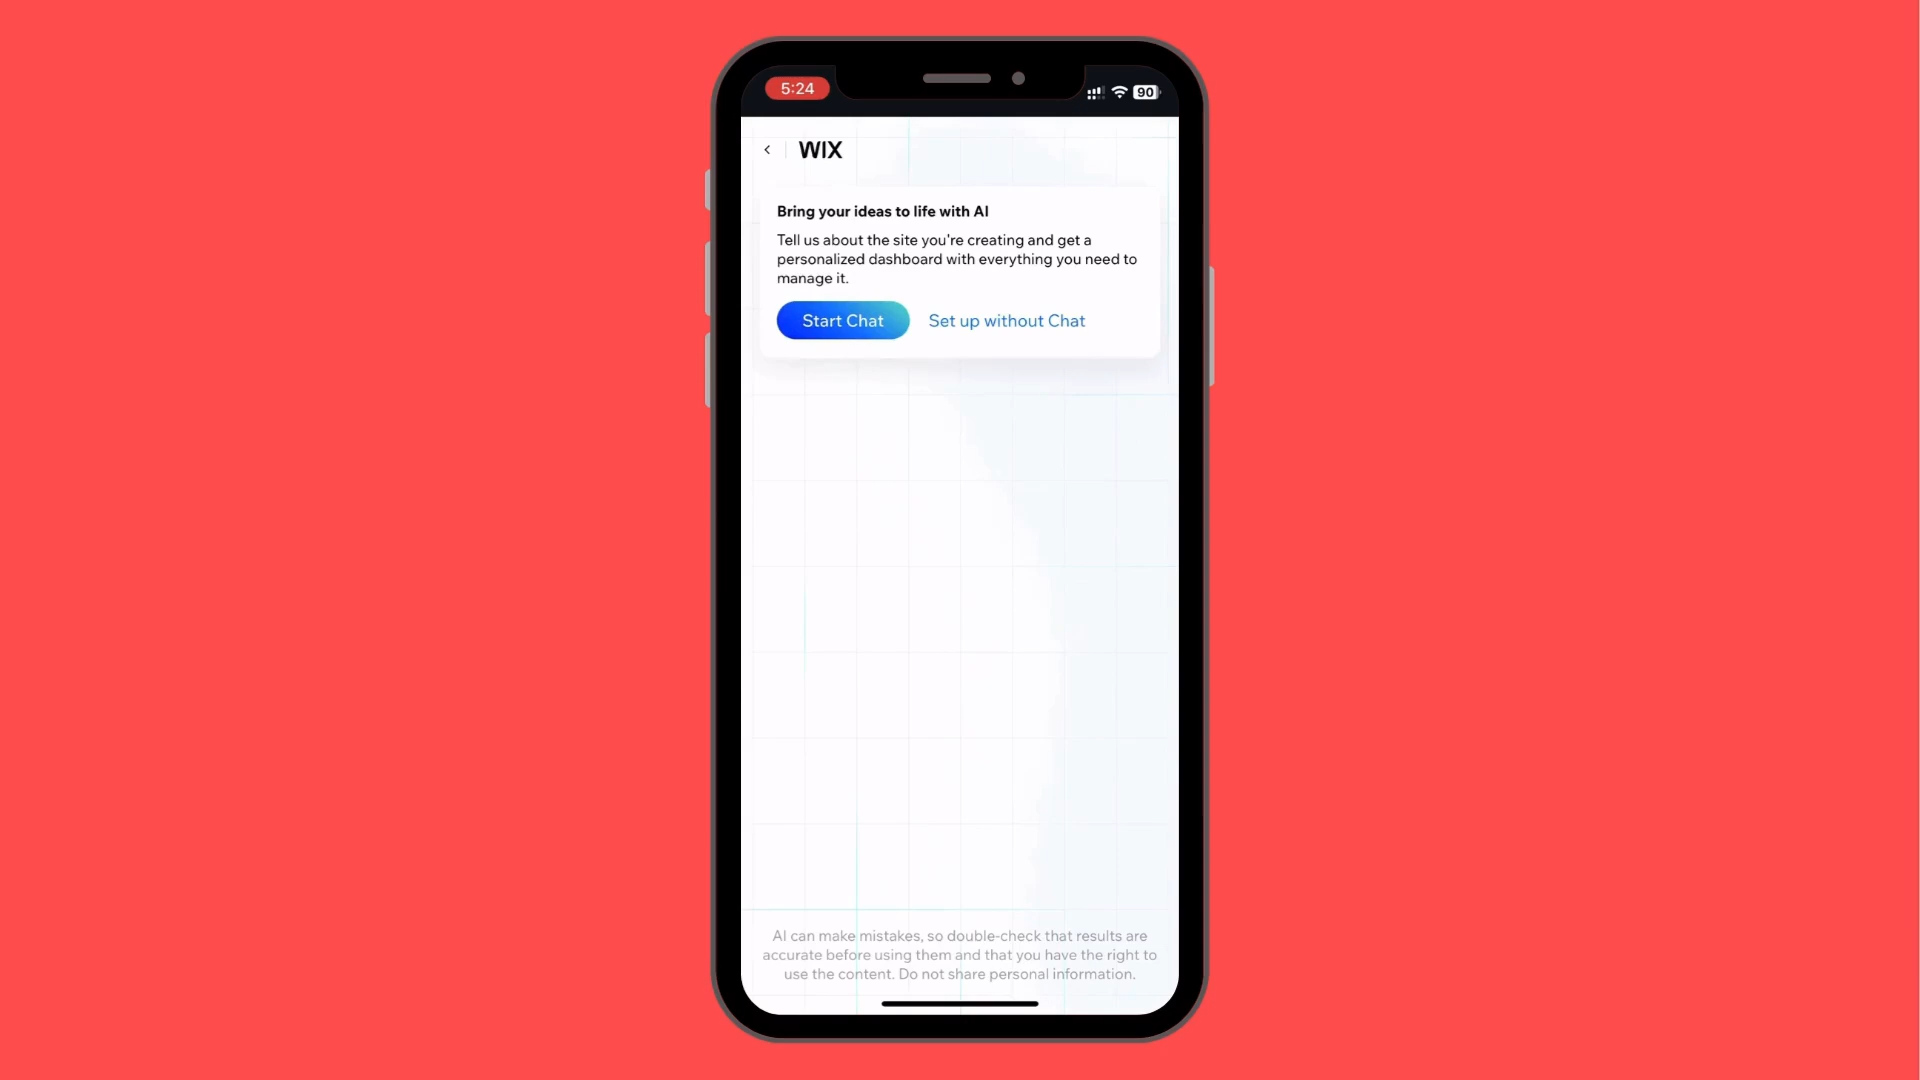 5:24
90
WIX
Bring your ideas to life with AI
Tell us about the site you're creating and get a
personalized dashboard with everything you need to
manage it.
Start Chat
Set up without Chat
AI can make mistakes, so double-check that results are
accurate before using them and that you have the right to
use the content. Do not share personal information.